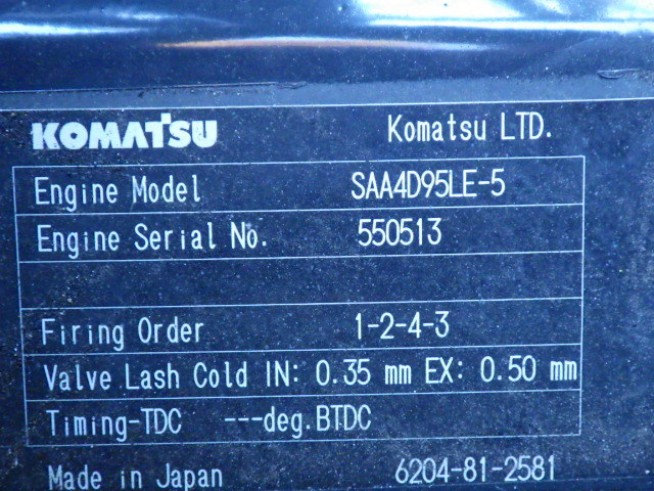 KOMATSU Komatsu LTD.
Engine Model SAA4D95LE-5
Engine Serial No. 550513
Firing Order 1-2-4-3
Valve Lash Cold IN: 0.35 mm EX: 0.50 mm
Timing-TDC ---deg.BTDC
Made in Japan 6204-81-2581